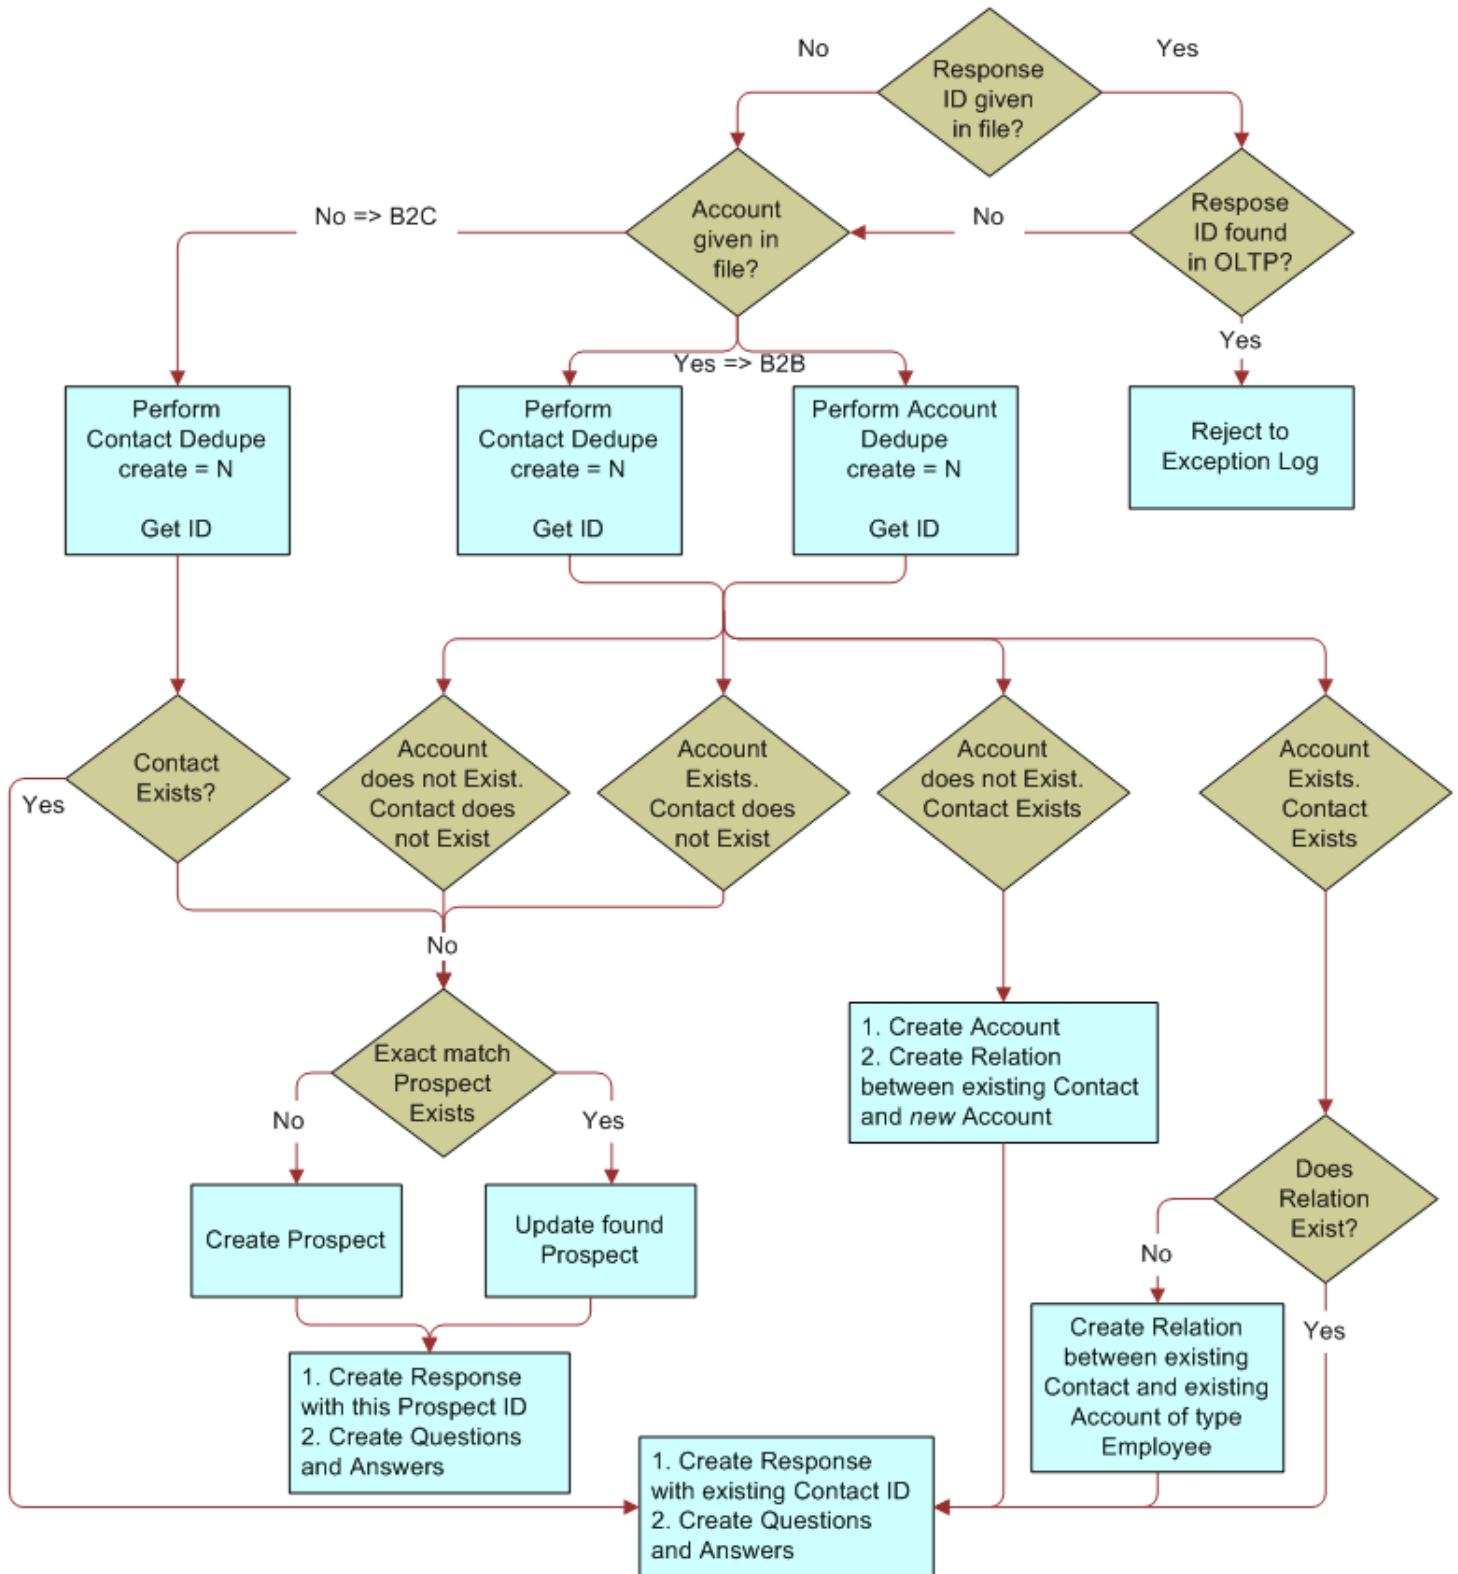 No
Yes
Response
ID given
in file?
No => B2C
Account
given in
file?
No
Respose
ID found
in OLTP?
Yes
Yes => B2B
Perform
Contact Dedupe
create = N
Get ID
Perform
Contact Dedupe
create = N
Get ID
Perform Account
Dedupe
create = N
Get ID
Reject to
Exception Log
Contact
Exists?
Yes
Account
does not Exist.
Contact does
not Exist
Account
Exists.
Contact does
not Exist
Account
does not Exist.
Contact Exists
Account
Exists.
Contact
Exists
No
Exact match
Prospect
Exists
No
Yes
1. Create Account
2. Create Relation
between existing Contact
and new Account
Does
Relation
Exist?
No
Yes
Create Prospect
Update found
Prospect
Create Relation
between existing
Contact and existing
Account of type
Employee
1. Create Response
with this Prospect ID
2. Create Questions
and Answers
1. Create Response
with existing Contact ID
2. Create Questions
and Answers